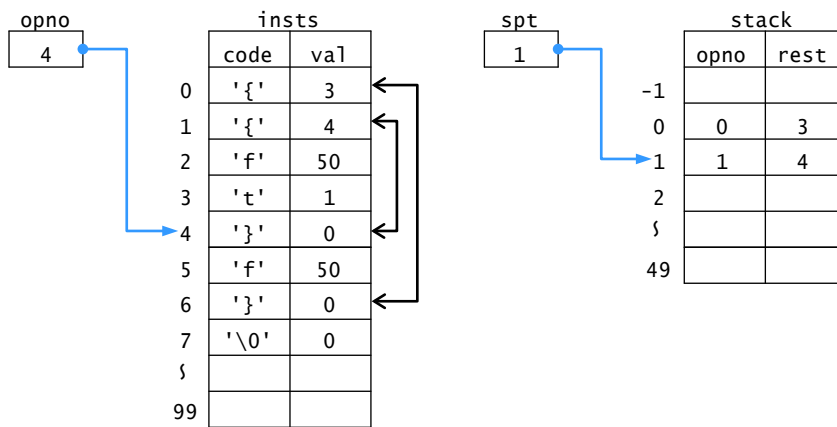 opno insts spt stack
4 code val 1 opno rest
0 '{' 3 -1
1 '{' 4 0 0 3
2 'f' 50 1 1 4
3 't' 1 2
4 '}' 0 ⌇
5 'f' 50 49
6 '}' 0
7 '\0' 0
⌇
99